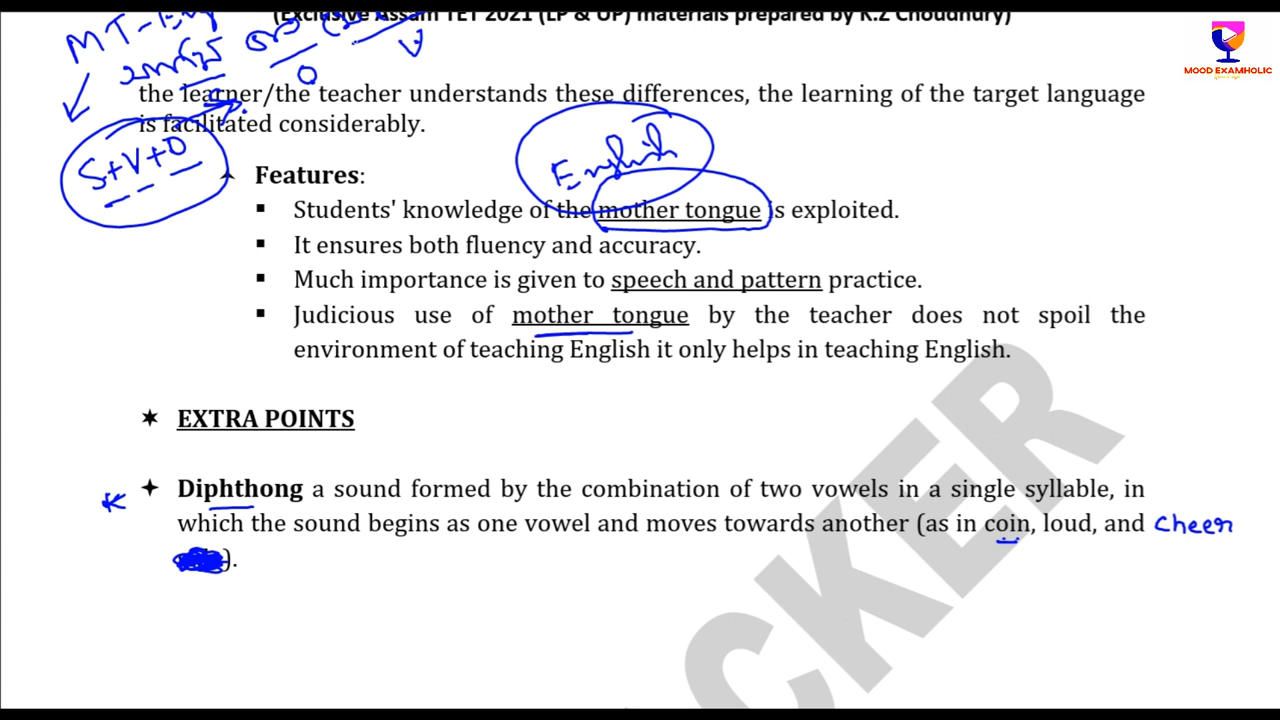 (Exclusive Assam TET 2021 (LP & UP) materials prepared by K.Z Choudhury)
MT-Eng
MOOD EXAMHOLIC
V
O
the learner/the teacher understands these differences, the learning of the target language
is facilitated considerably.
S+V+O
English
Features:
▪ Students' knowledge of the mother tongue is exploited.
▪ It ensures both fluency and accuracy.
▪ Much importance is given to speech and pattern practice.
▪ Judicious use of mother tongue by the teacher does not spoil the
environment of teaching English it only helps in teaching English.
EXTRA POINTS
Diphthong a sound formed by the combination of two vowels in a single syllable, in
which the sound begins as one vowel and moves towards another (as in coin, loud, and cheer
).
CKER